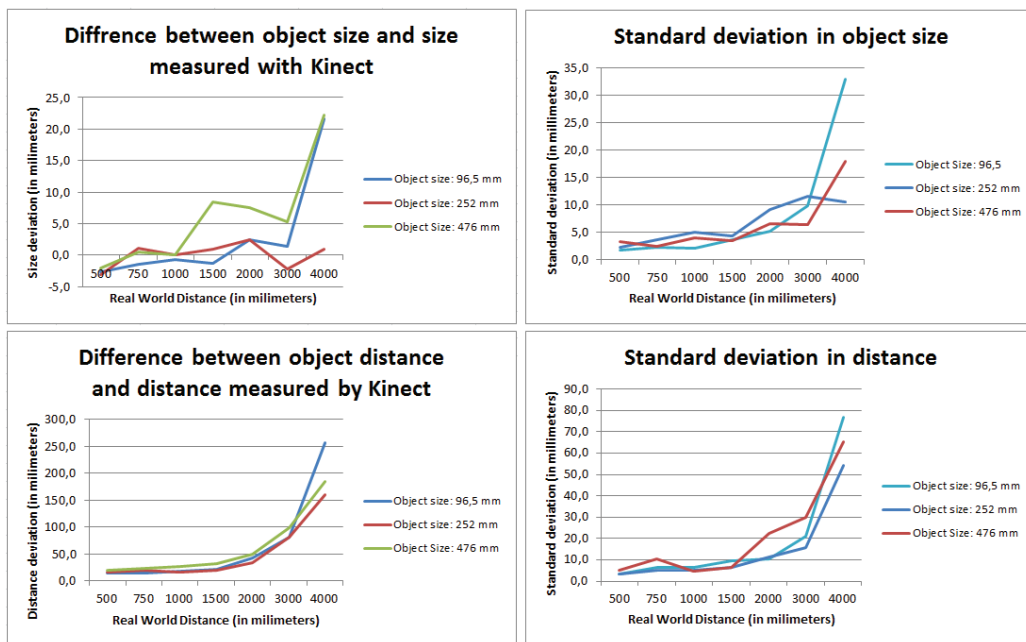 Diffrence between object size and size
measured with Kinect
Size deviation (in milimeters)
25,0
20,0
15,0
10,0
5,0
0,0
-5,0
500 750 1000 1500 2000 3000 4000
Real World Distance (in milimeters)
Object size: 96,5 mm
Object size: 252 mm
Object Size: 476 mm
Standard deviation in object size
Standard deviation (in milimeters)
35,0
30,0
25,0
20,0
15,0
10,0
5,0
0,0
500 750 1000 1500 2000 3000 4000
Real World Distance (in milimeters)
Object Size: 96,5
Object size: 252 mm
Object Size: 476 mm
Difference between object distance
and distance measured by Kinect
Distance deviation (in milimeters)
300,0
250,0
200,0
150,0
100,0
50,0
0,0
500 750 1000 1500 2000 3000 4000
Real World Distance (in milimeters)
Object size: 96,5 mm
Object size: 252 mm
Object Size: 476 mm
Standard deviation in distance
Standard deviation (in millimeters)
90,0
80,0
70,0
60,0
50,0
40,0
30,0
20,0
10,0
0,0
500 750 1000 1500 2000 3000 4000
Real World Distance (in milimeters)
Object size: 96,5 mm
Object size: 252 mm
Object Size: 476 mm